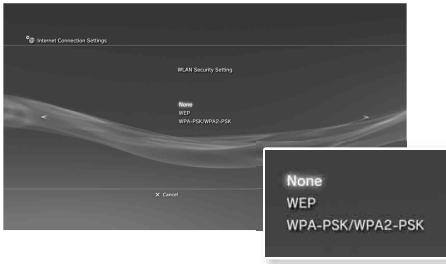 Internet Connection Settings
WLAN Security Setting
None
WEP
WPA-PSK/WPA2-PSK
X Cancel
None
WEP
WPA-PSK/WPA2-PSK